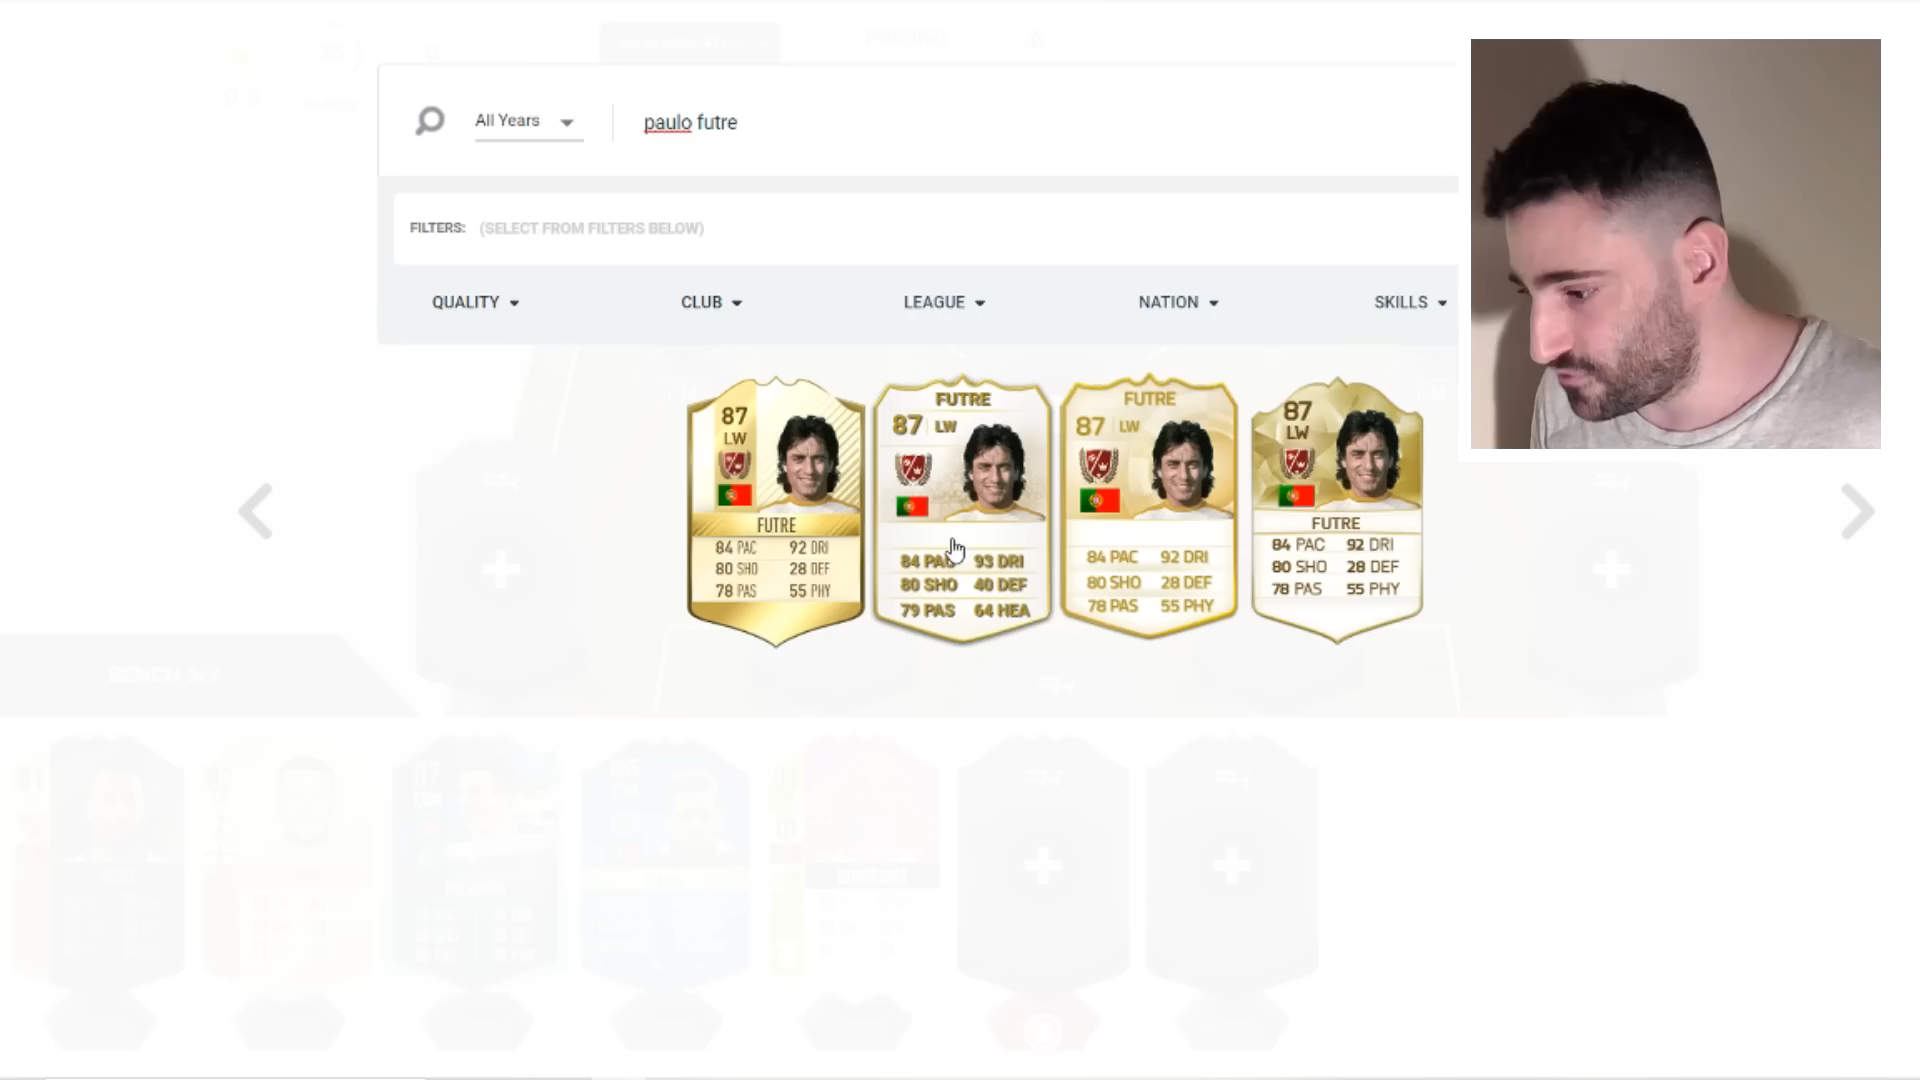 All Years
paulo futre
FILTERS: (SELECT FROM FILTERS BELOW)
QUALITY CLUB LEAGUE NATION SKILLS
87
LW
FUTRE
84 PAC 92 DRI
80 SHO 28 DEF
78 PAS 55 PHY
FUTRE
87 LW
84 PAC 93 DRI
80 SHO 40 DEF
79 PAS 64 HEA
FUTRE
87 LW
84 PAC 92 DRI
80 SHO 28 DEF
78 PAS 55 PHY
87
LW
FUTRE
84 PAC 92 DRI
80 SHO 28 DEF
78 PAS 55 PHY